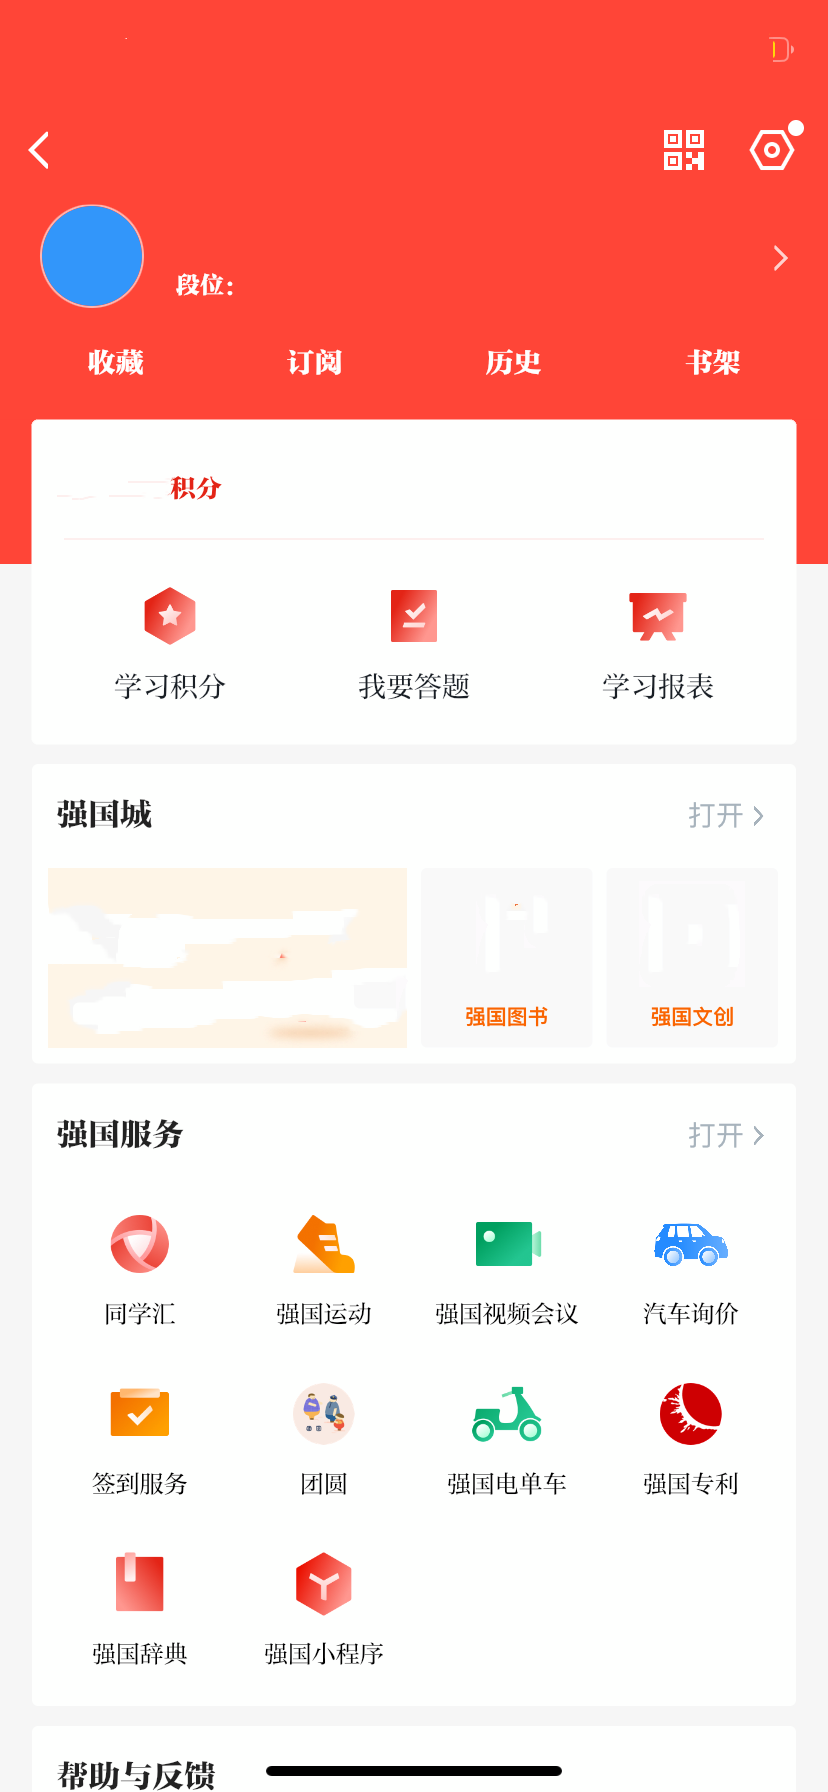 段位:
收藏 订阅 历史 书架
积分
学习积分 我要答题 学习报表
强国城 打开
强国图书 强国文创
强国服务 打开
同学汇 强国运动 强国视频会议 汽车询价
签到服务 团圆 强国电单车 强国专利
强国辞典 强国小程序
帮助与反馈